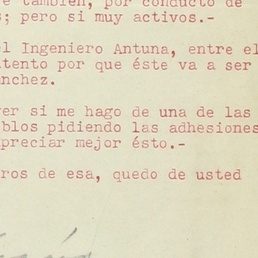 e también, por conducto de
s; pero si muy activos.-
el Ingeniero Antuna, entre el
tento por que éste va a ser
nchez.
er si me hago de una de las
blos pidiendo las adhesiones
preciar mejor ésto.-
ros de esa, quedo de usted